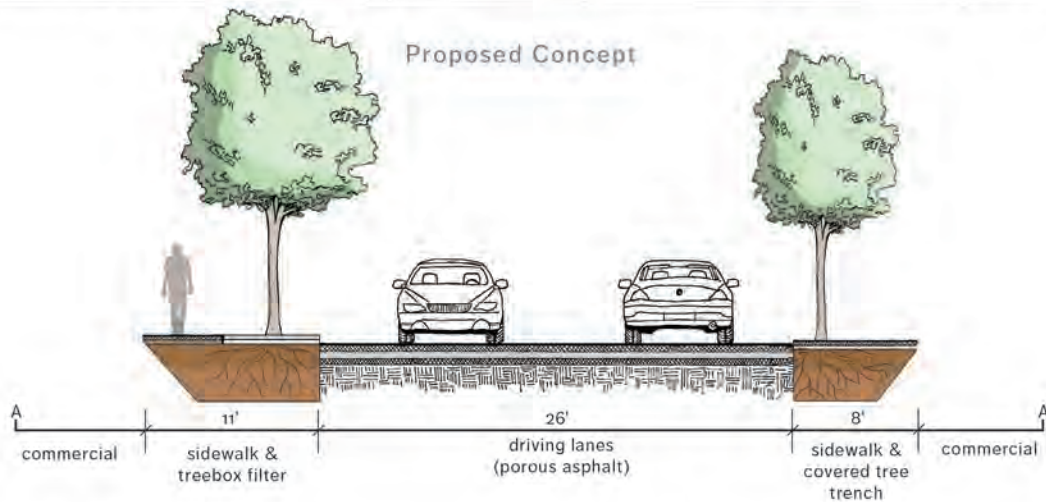 Proposed Concept
A
A
11'
26'
8'
commercial
sidewalk &
treebox filter
driving lanes
(porous asphalt)
sidewalk &
covered tree
trench
commercial